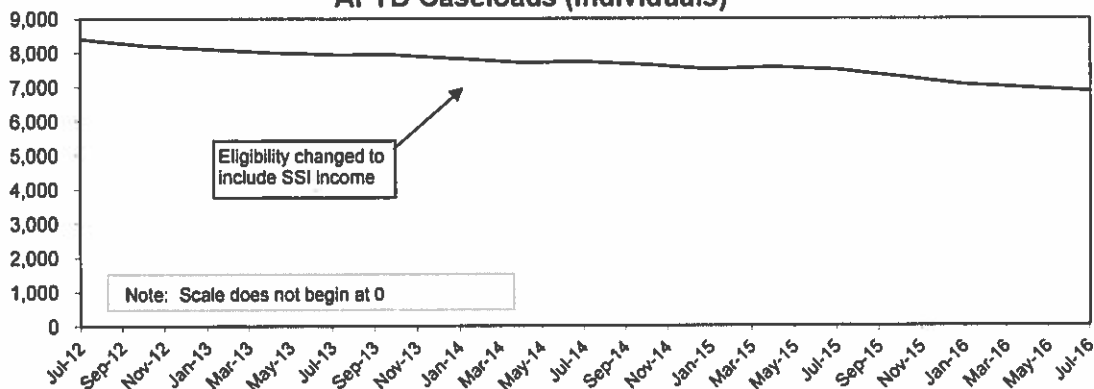 APTD Caseloads (Individuals)
9,000
8,000
7,000
6,000
5,000
4,000
3,000
2,000
1,000
0
Eligibility changed to
include SSI income
Note: Scale does not begin at 0
Jul-12
Sep-12
Nov-12
Jan-13
Mar-13
May-13
Jul-13
Sep-13
Nov-13
Jan-14
Mar-14
May-14
Jul-14
Sep-14
Nov-14
Jan-15
Mar-15
May-15
Jul-15
Sep-15
Nov-15
Jan-16
Mar-16
May-16
Jul-16